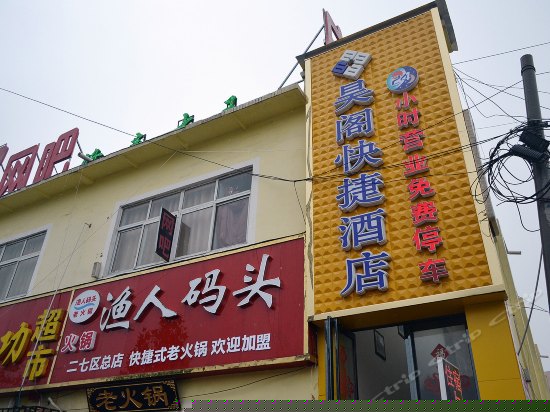 昊阁快捷酒店
24小时营业免费停车
网吧
网吧
渔人码头
火锅
渔人码头
老火锅
二七区总店 快捷式老火锅 欢迎加盟
功
超市
老火锅